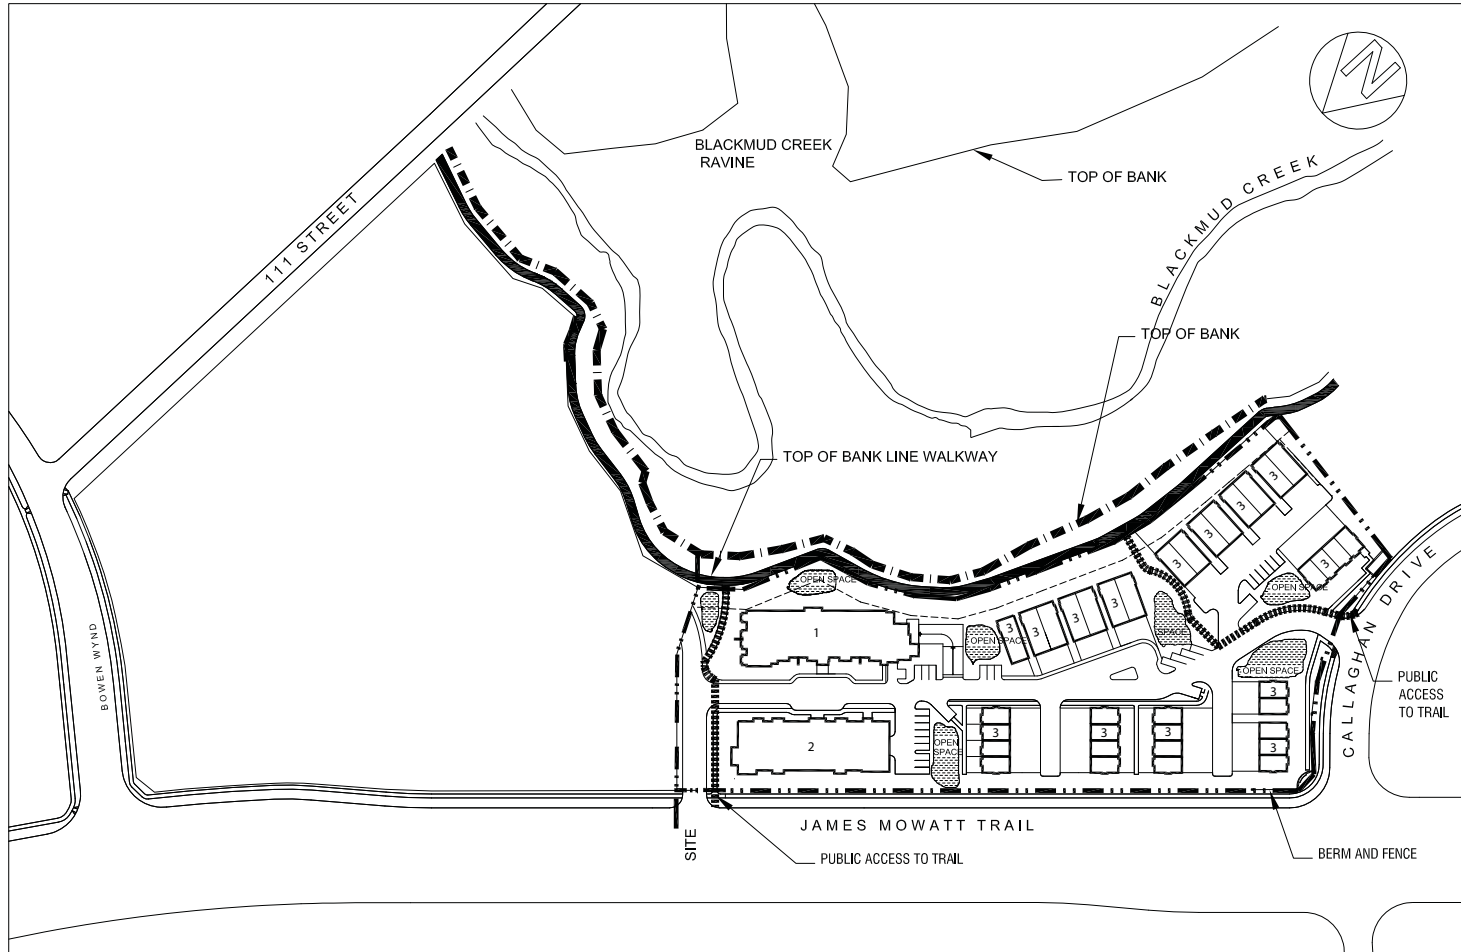 N
BLACKMUD CREEK
RAVINE
TOP OF BANK
BLACKMUD CREEK
111 STREET
TOP OF BANK
TOP OF BANK LINE WALKWAY
3
3
3
3
3
OPEN SPACE
OPEN SPACE
3
3
3
3
1
OPEN SPACE
SPACE
OPEN SPACE
BOWEN WYND
CALLAGHAN DRIVE
PUBLIC
ACCESS
TO TRAIL
3
3
3
3
3
2
OPEN
SPACE
JAMES MOWATT TRAIL
SITE
PUBLIC ACCESS TO TRAIL
BERM AND FENCE